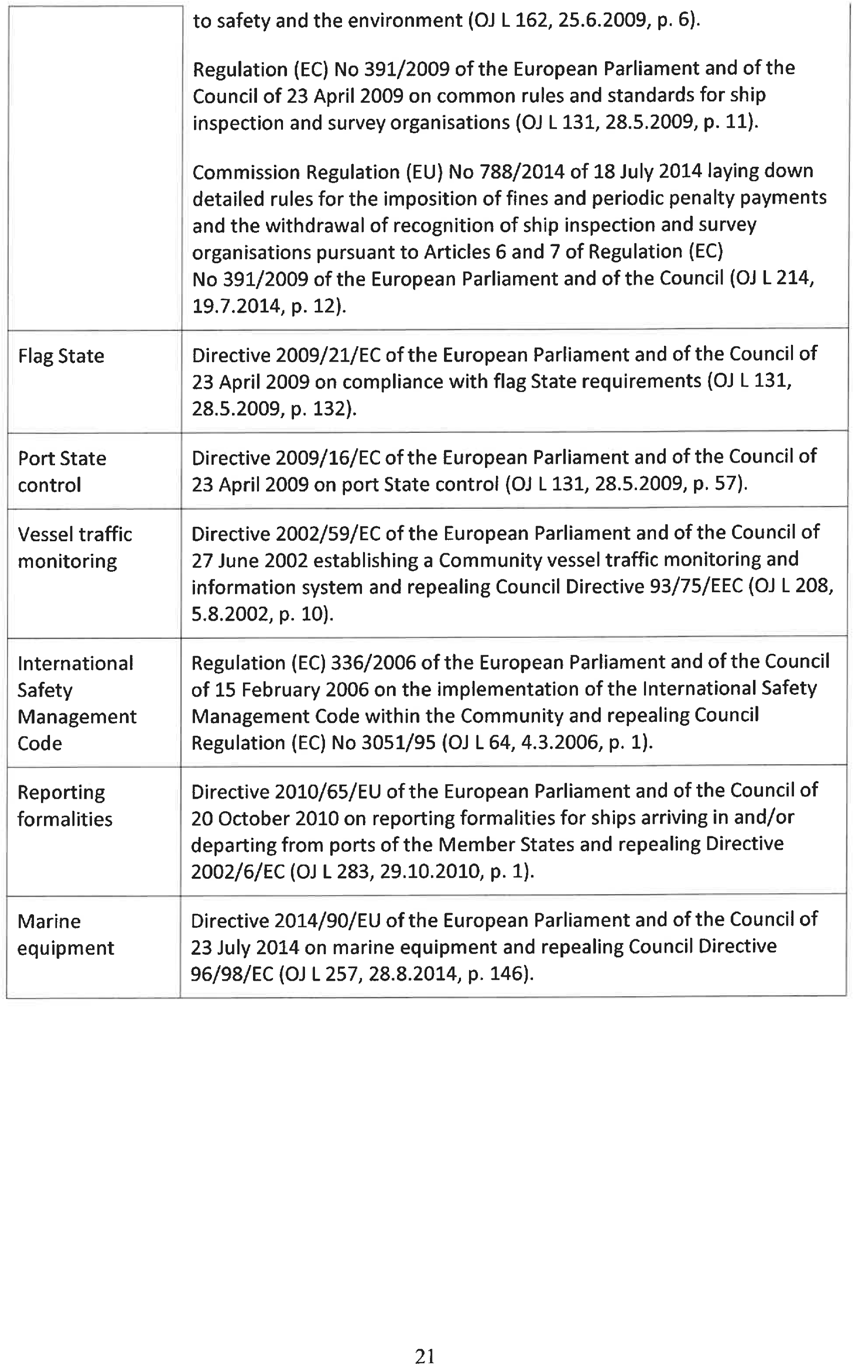 to safety and the environment (OJ L 162, 25.6.2009, p. 6).
Regulation (EC) No 391/2009 of the European Parliament and of the
Council of 23 April 2009 on common rules and standards for ship
inspection and survey organisations (OJ L 131, 28.5.2009, p. 11).
Commission Regulation (EU) No 788/2014 of 18 July 2014 laying down
detailed rules for the imposition of fines and periodic penalty payments
and the withdrawal of recognition of ship inspection and survey
organisations pursuant to Articles 6 and 7 of Regulation (EC)
No 391/2009 of the European Parliament and of the Council (OJ L 214,
19.7.2014, p. 12).
Flag State
Directive 2009/21/EC of the European Parliament and of the Council of
23 April 2009 on compliance with flag State requirements (OJ L 131,
28.5.2009, p. 132).
Port State
control
Directive 2009/16/EC of the European Parliament and of the Council of
23 April 2009 on port State control (OJ L 131, 28.5.2009, p. 57).
Vessel traffic
monitoring
Directive 2002/59/EC of the European Parliament and of the Council of
27 June 2002 establishing a Community vessel traffic monitoring and
information system and repealing Council Directive 93/75/EEC (OJ L 208,
5.8.2002, p. 10).
International
Safety
Management
Code
Regulation (EC) 336/2006 of the European Parliament and of the Council
of 15 February 2006 on the implementation of the International Safety
Management Code within the Community and repealing Council
Regulation (EC) No 3051/95 (OJ L 64, 4.3.2006, p. 1).
Reporting
formalities
Directive 2010/65/EU of the European Parliament and of the Council of
20 October 2010 on reporting formalities for ships arriving in and/or
departing from ports of the Member States and repealing Directive
2002/6/EC (OJ L 283, 29.10.2010, p. 1).
Marine
equipment
Directive 2014/90/EU of the European Parliament and of the Council of
23 July 2014 on marine equipment and repealing Council Directive
96/98/EC (OJ L 257, 28.8.2014, p. 146).
21